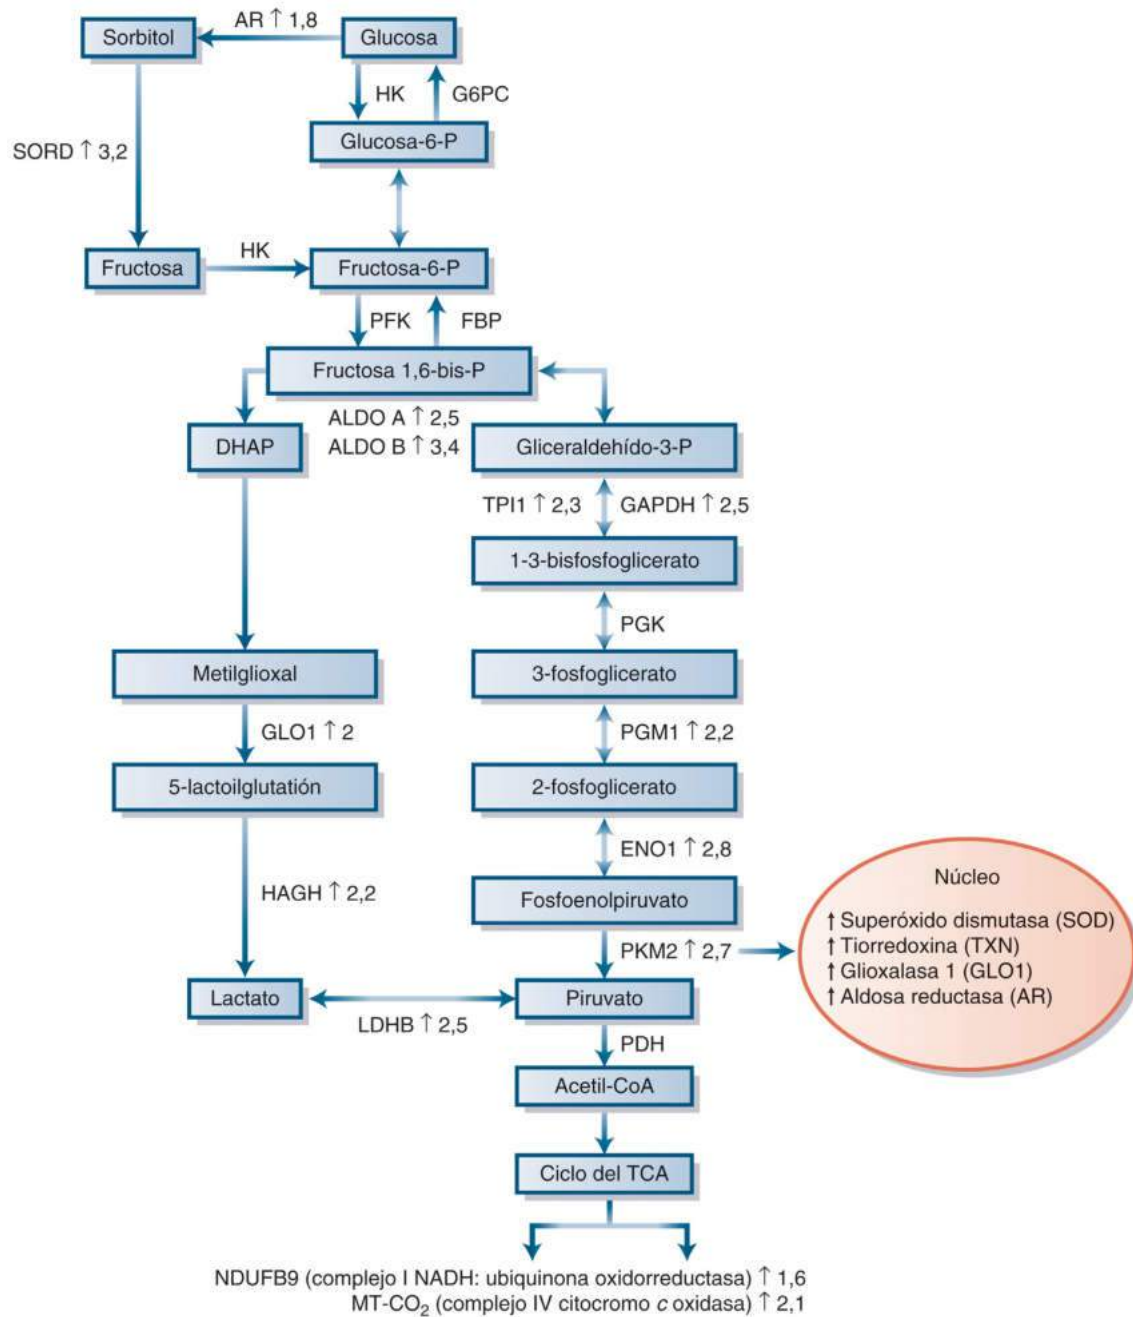 AR ↑ 1,8
Sorbitol
Glucosa
HK
G6PC
Glucosa-6-P
SORD ↑ 3,2
HK
Fructosa
Fructosa-6-P
PFK
FBP
Fructosa 1,6-bis-P
ALDO A ↑ 2,5
ALDO B ↑ 3,4
DHAP
Gliceraldehído-3-P
TPI1 ↑ 2,3
GAPDH ↑ 2,5
1-3-bisfosfoglicerato
PGK
Metilglioxal
3-fosfoglicerato
GLO1 ↑ 2
PGM1 ↑ 2,2
5-lactoilglutatión
2-fosfoglicerato
ENO1 ↑ 2,8
HAGH ↑ 2,2
Fosfoenolpiruvato
PKM2 ↑ 2,7
Núcleo
↑ Superóxido dismutasa (SOD)
↑ Tiorredoxina (TXN)
↑ Glioxalasa 1 (GLO1)
↑ Aldosa reductasa (AR)
Lactato
Piruvato
LDHB ↑ 2,5
PDH
Acetil-CoA
Ciclo del TCA
NDUFB9 (complejo I NADH: ubiquinona oxidorreductasa) ↑ 1,6
MT-CO₂ (complejo IV citocromo c oxidasa) ↑ 2,1